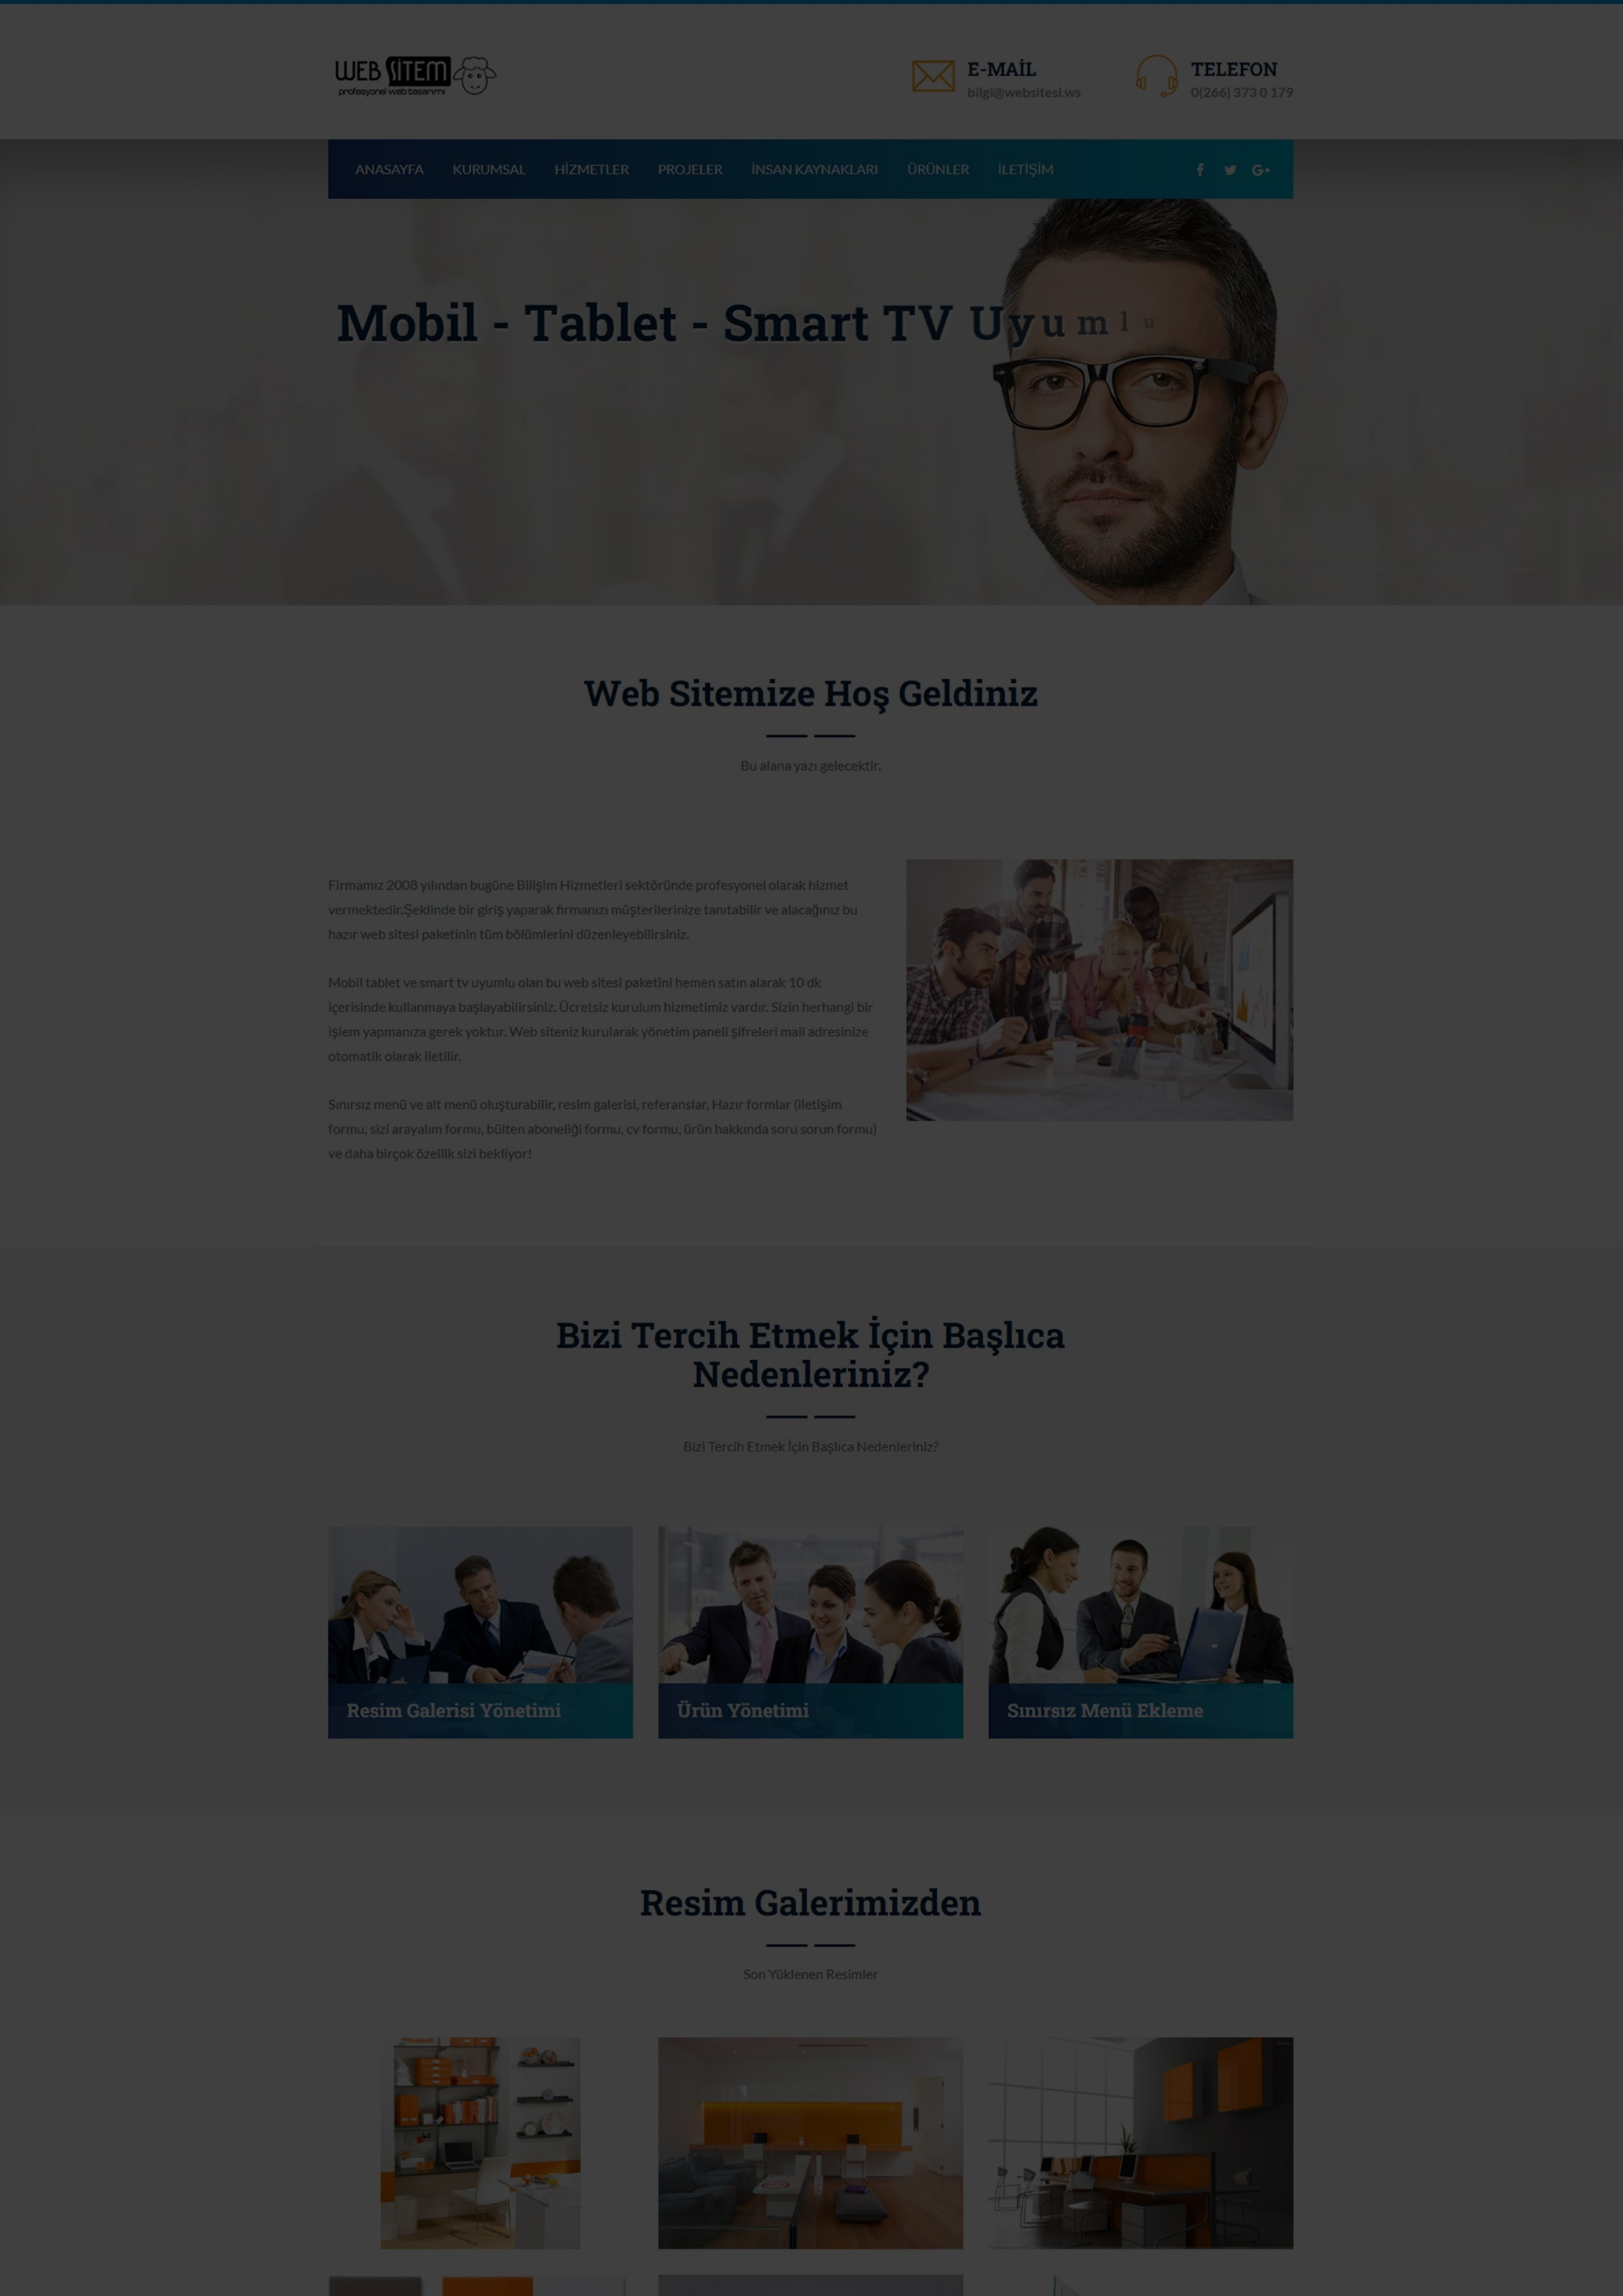 WEB SİTEM
profesyonel web tasarımı
E-MAİL
bilgi@websitesi.ws
TELEFON
0(266) 373 0 179
ANASAYFA KURUMSAL HİZMETLER PROJELER İNSAN KAYNAKLARI ÜRÜNLER İLETİŞİM
Mobil - Tablet - Smart TV Uyumlu
Web Sitemize Hoş Geldiniz
Bu alana yazı gelecektir.
Firmamız 2008 yılından bugüne Bilişim Hizmetleri sektöründe profesyonel olarak hizmet
vermektedir.Şeklinde bir giriş yaparak firmanızı müşterilerinize tanıtabilir ve alacağınız bu
hazır web sitesi paketinin tüm bölümlerini düzenleyebilirsiniz.
Mobil tablet ve smart tv uyumlu olan bu web sitesi paketini hemen satın alarak 10 dk
içerisinde kullanmaya başlayabilirsiniz. Ücretsiz kurulum hizmetimiz vardır. Sizin herhangi bir
işlem yapmanıza gerek yoktur. Web siteniz kurularak yönetim paneli şifreleri mail adresinize
otomatik olarak iletilir.
Sınırsız menü ve alt menü oluşturabilir, resim galerisi, referanslar, Hazır formlar (iletişim
formu, sizi arayalım formu, bülten aboneliği formu, cv formu, ürün hakkında soru sorun formu)
ve daha birçok özellik sizi bekliyor!
Bizi Tercih Etmek İçin Başlıca
Nedenleriniz?
Bizi Tercih Etmek İçin Başlıca Nedenleriniz?
Resim Galerisi Yönetimi
Ürün Yönetimi
Sınırsız Menü Ekleme
Resim Galerimizden
Son Yüklenen Resimler